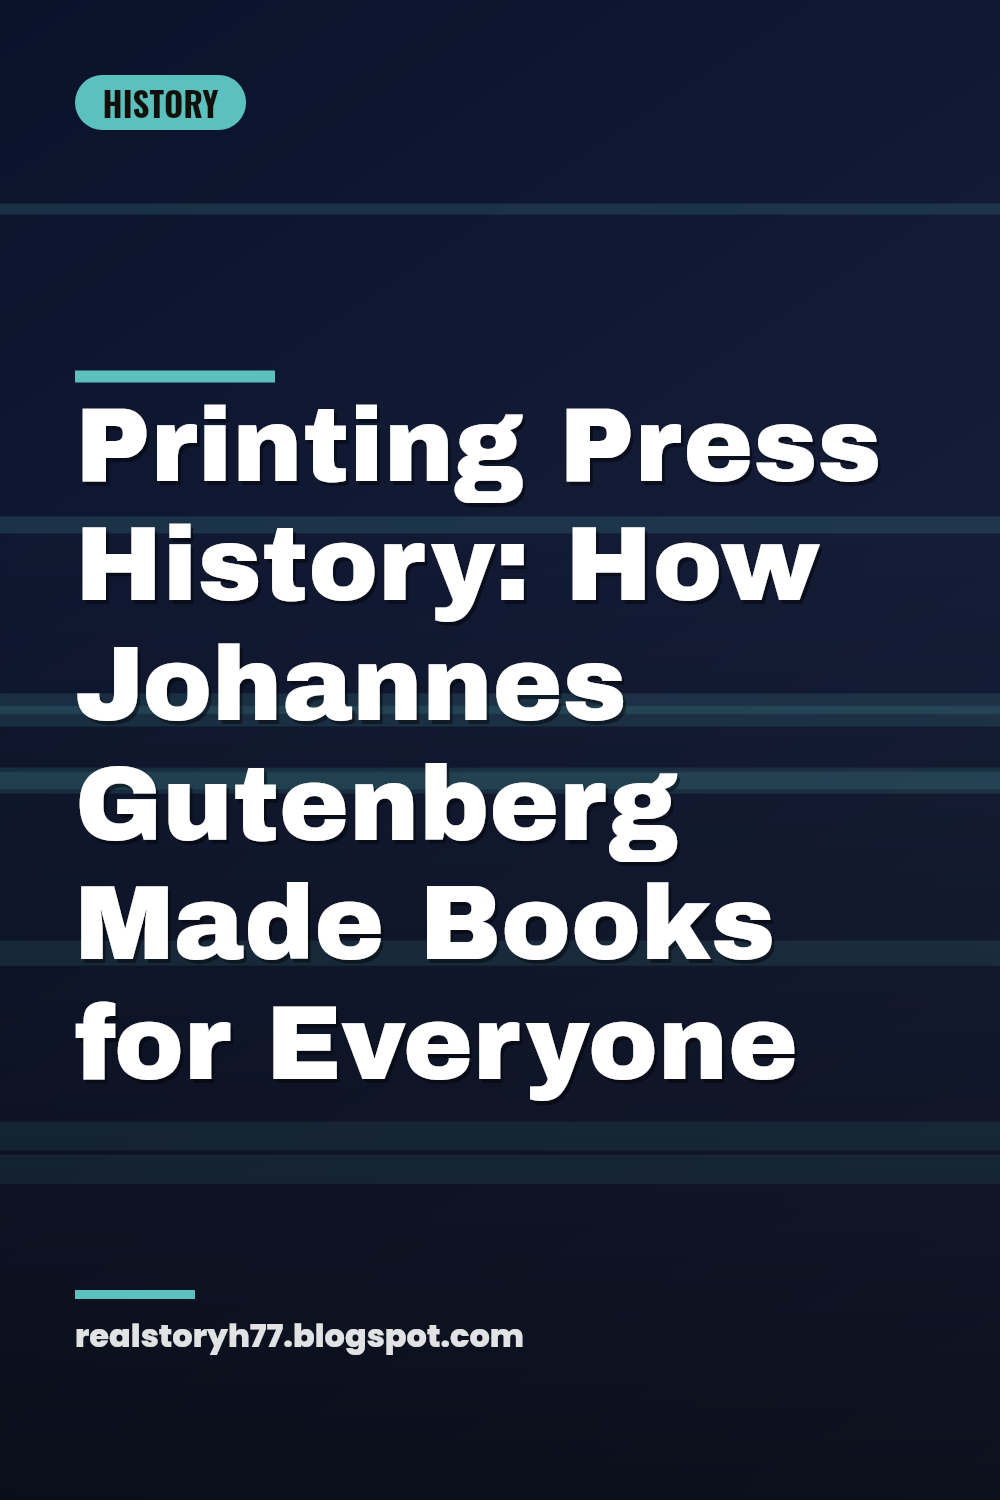 HISTORY
Printing Press
History: How
Johannes
Gutenberg
Made Books
for Everyone
realstoryh77.blogspot.com